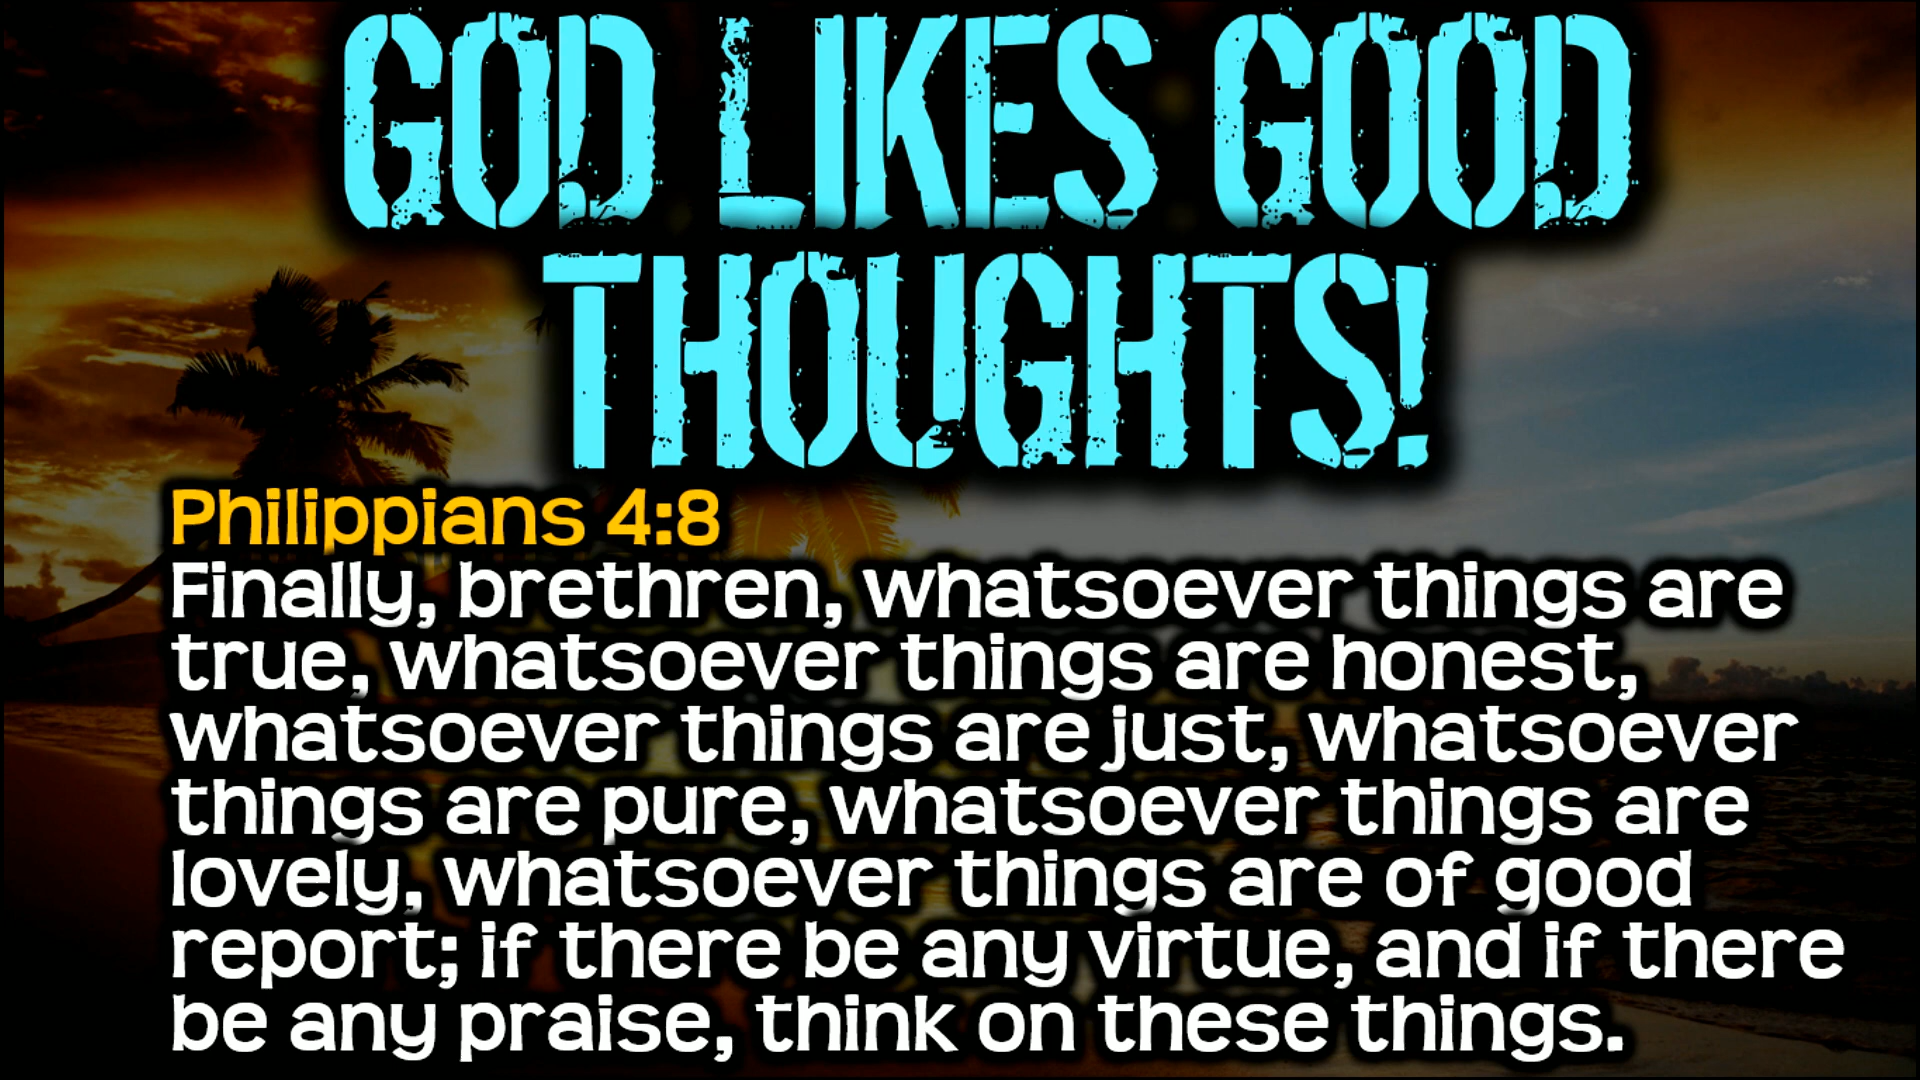 GOD LIKES GOOD
THOUGHTS!
Philippians 4:8
Finally, brethren, whatsoever things are
true, whatsoever things are honest,
whatsoever things are just, whatsoever
things are pure, whatsoever things are
lovely, whatsoever things are of good
report; if there be any virtue, and if there
be any praise, think on these things.